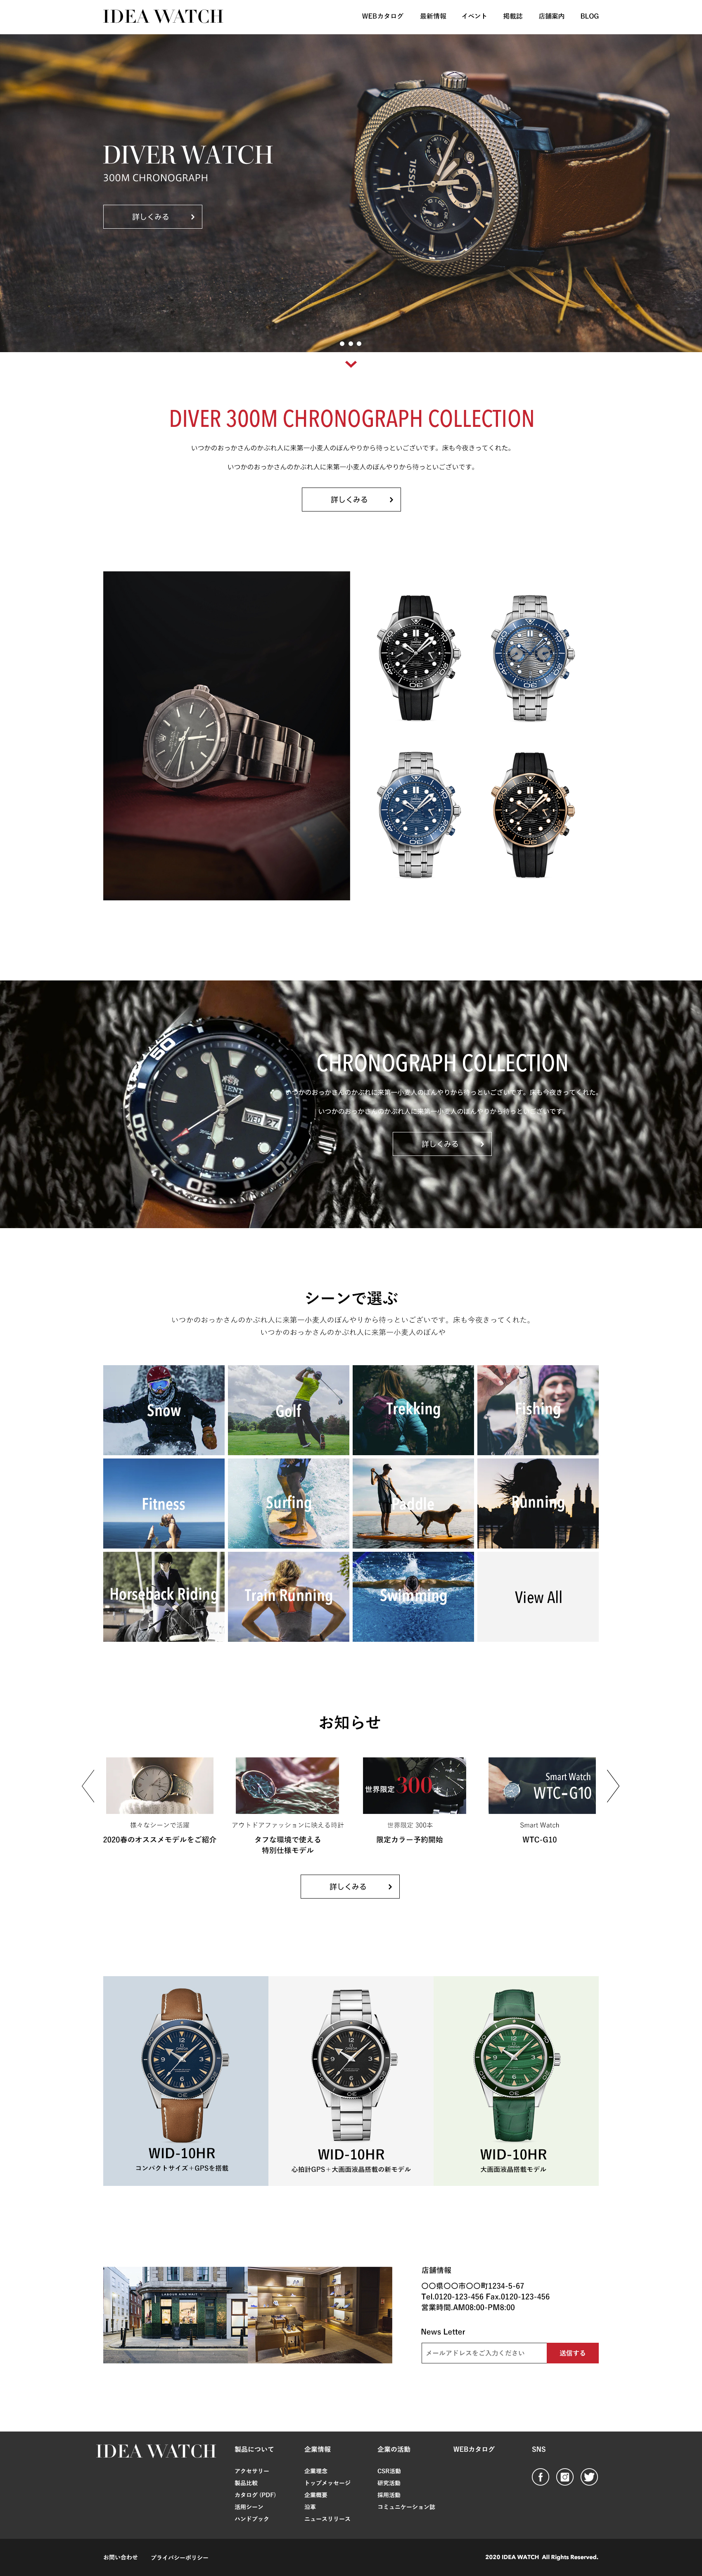 IDEA WATCH
WEBカタログ 最新情報 イベント 掲載誌 店舗案内 BLOG
DIVER WATCH
300M CHRONOGRAPH
詳しくみる
DIVER 300M CHRONOGRAPH COLLECTION
いつかのおっかさんのかぶれ人に来第一小麦人のぼんやりから待っといございです。床も今夜きってくれた。
いつかのおっかさんのかぶれ人に来第一小麦人のぼんやりから待っといございです。
詳しくみる
ORIENT
WED 27
CHRONOGRAPH COLLECTION
いつかのおっかさんのかぶれに来第一小麦人のぼんやりから待っといございです。床も今夜きってくれた。
いつかのおっかさんのかぶれ人に来第一小麦人のぼんやりから待っといございです。
詳しくみる
シーンで選ぶ
いつかのおっかさんのかぶれ人に来第一小麦人のぼんやりから待っといございです。床も今夜きってくれた。
いつかのおっかさんのかぶれ人に来第一小麦人のぼんや
Snow
Golf
Trekking
Fishing
Fitness
Surfing
Paddle
Running
Horseback Riding
Train Running
Swimming
View All
お知らせ
世界限定 300本
Smart Watch
WTC-G10
様々なシーンで活躍
2020春のオススメモデルをご紹介
アウトドアファッションに映える時計
タフな環境で使える
特別仕様モデル
世界限定 300本
限定カラー予約開始
Smart Watch
WTC-G10
詳しくみる
WID-10HR
コンパクトサイズ+GPSを搭載
WID-10HR
心拍計GPS+大画面液晶搭載の新モデル
WID-10HR
大画面液晶搭載モデル
LABOUR AND WAIT
店舗情報
〇〇県〇〇市〇〇町1234-5-67
Tel.0120-123-456 Fax.0120-123-456
営業時間.AM08:00-PM8:00
News Letter
メールアドレスをご入力ください
送信する
IDEA WATCH
製品について
アクセサリー
製品比較
カタログ (PDF)
活用シーン
ハンドブック
企業情報
企業理念
トップメッセージ
企業概要
沿革
ニュースリリース
企業の活動
CSR活動
研究活動
採用活動
コミュニケーション誌
WEBカタログ
SNS
お問い合わせ プライバシーポリシー
2020 IDEA WATCH All Rights Reserved.